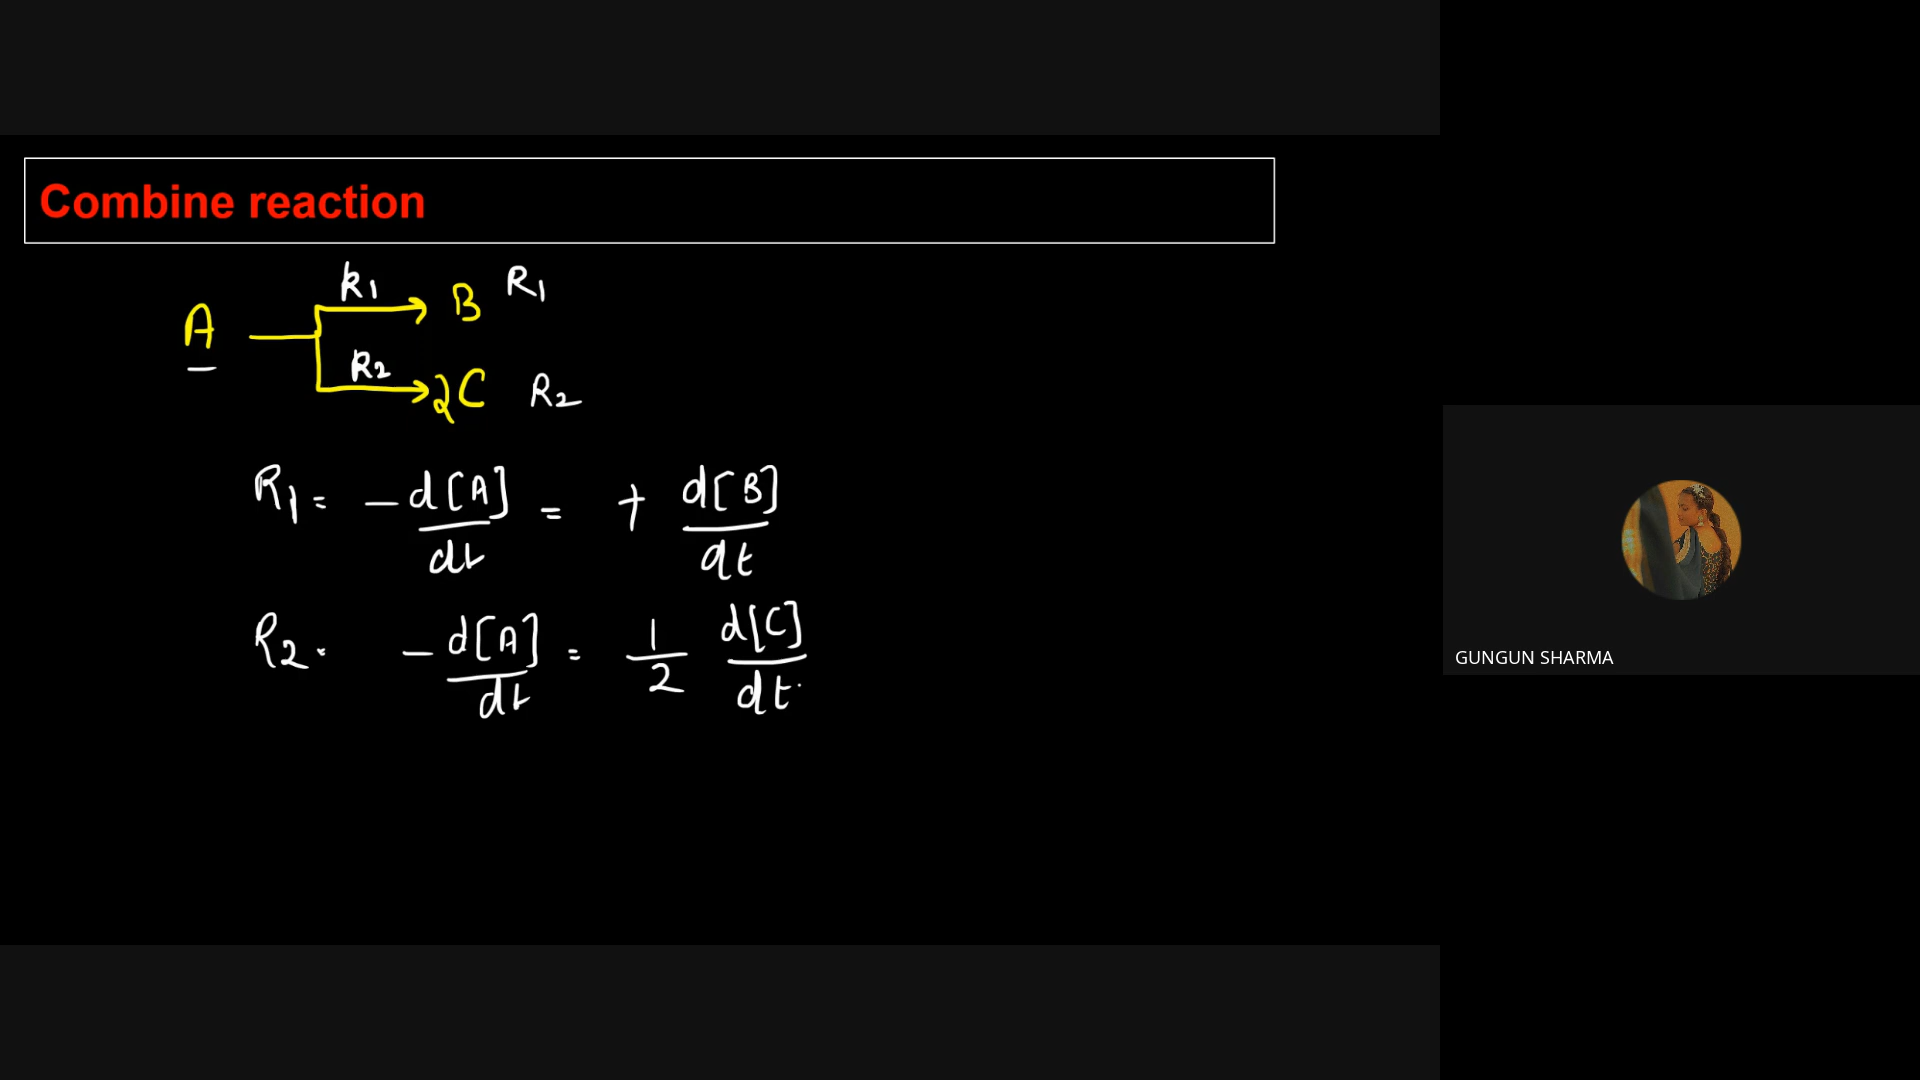 Combine reaction
k1 B R1
A
R2 2C R2
R1 = - d[A]/dt = + d[B]/dt
R2 = - d[A]/dt = 1/2 d[C]/dt
GUNGUN SHARMA